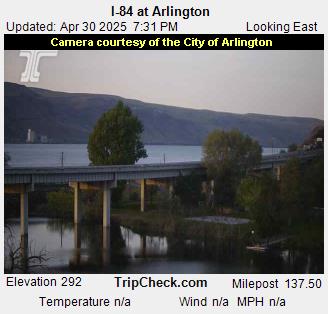 I-84 at Arlington
Updated: Apr 30 2025 7:31 PM Looking East
Camera courtesy of the City of Arlington
Elevation 292 TripCheck.com Milepost 137.50
Temperature n/a Wind n/a MPH n/a